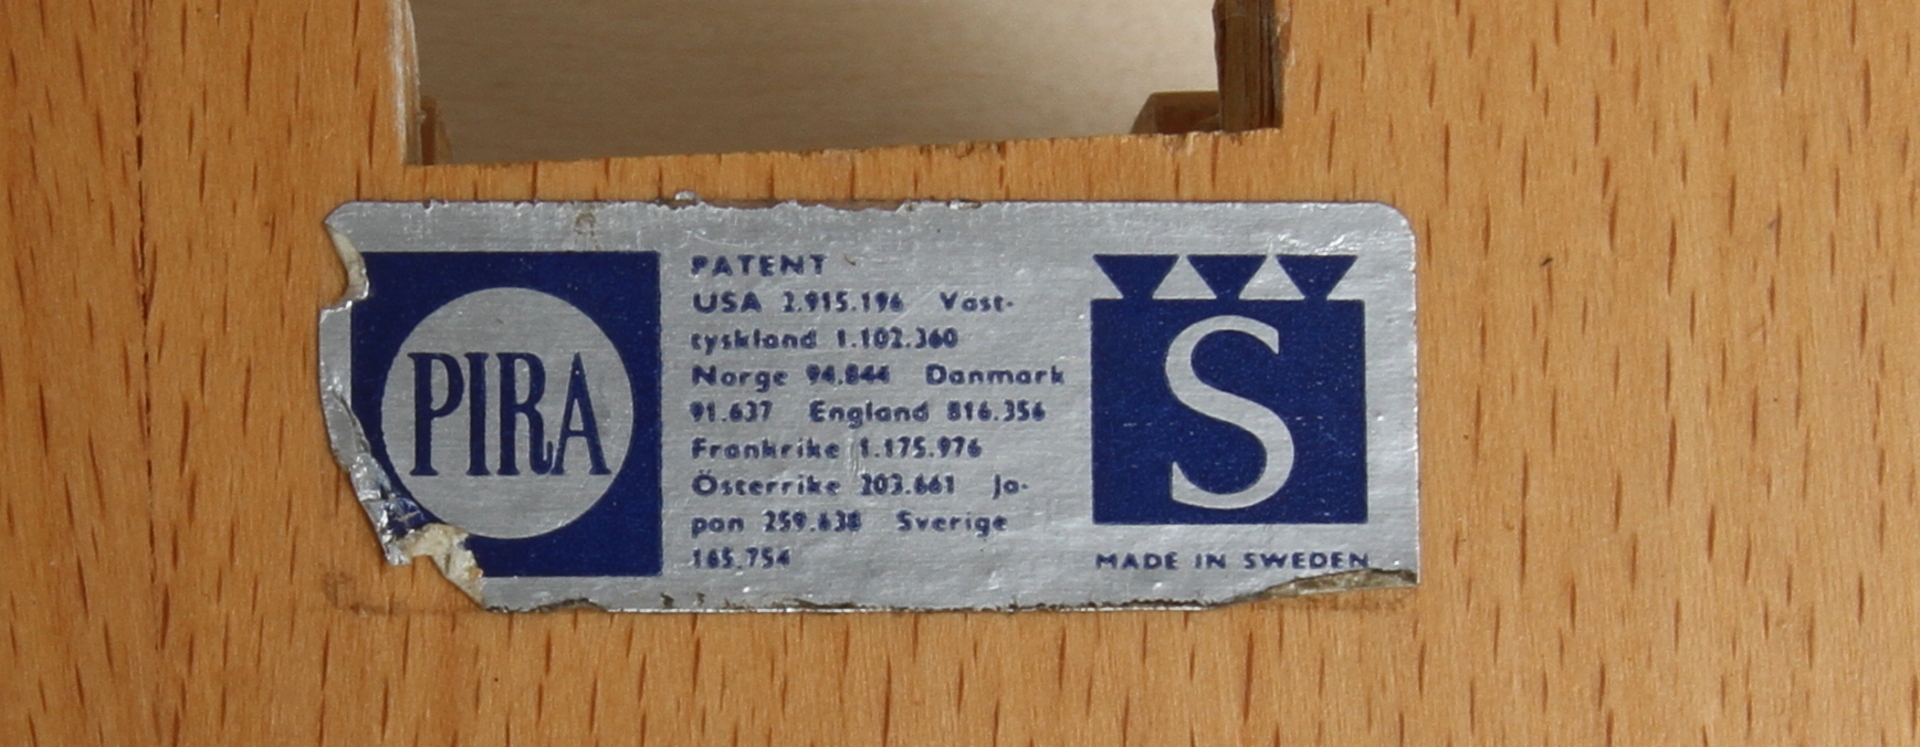 PIRA
PATENT
USA 2.915.196 Väst-
tyskland 1.102.360
Norge 94.844 Danmark
91.637 England 816.356
Frankrike 1.175.976
Österrike 203.661 Ja-
pan 259.638 Sverige
165.754
S
MADE IN SWEDEN